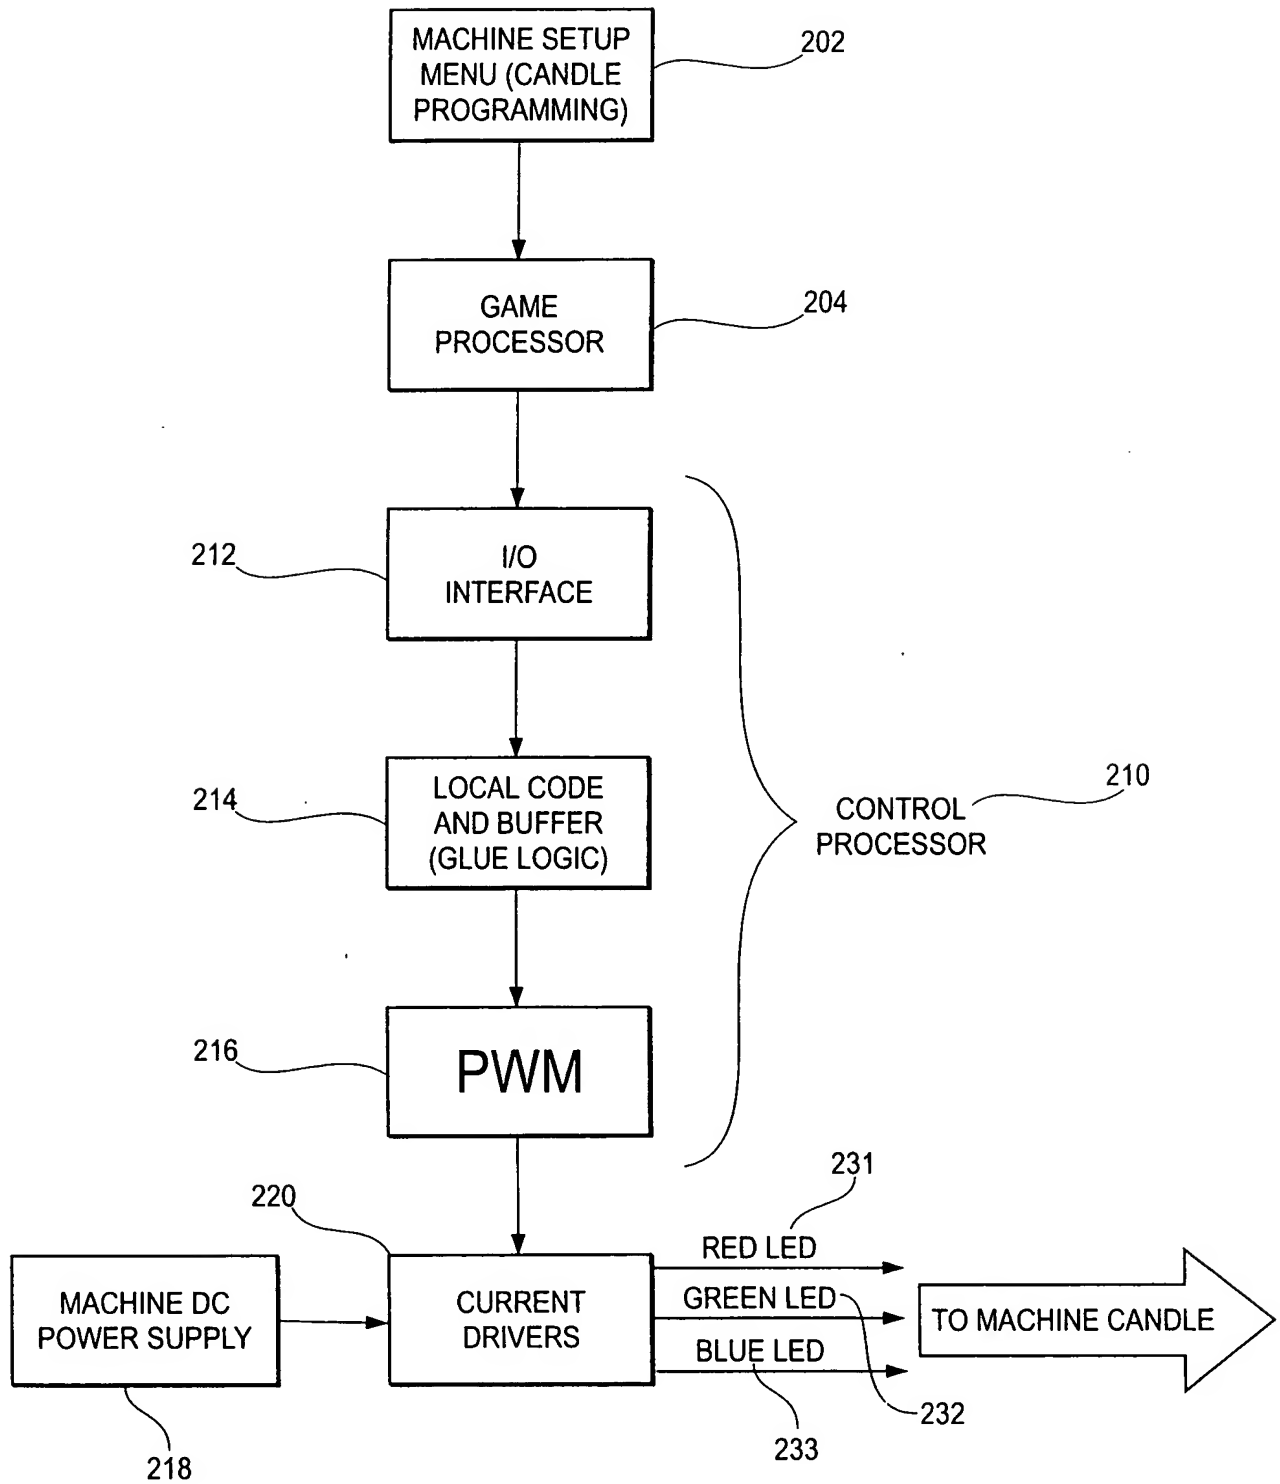 MACHINE SETUP
MENU (CANDLE
PROGRAMMING)
202
GAME
PROCESSOR
204
I/O
INTERFACE
212
LOCAL CODE
AND BUFFER
(GLUE LOGIC)
214
CONTROL
PROCESSOR
210
PWM
216
220
231
MACHINE DC
POWER SUPPLY
218
CURRENT
DRIVERS
RED LED
GREEN LED
BLUE LED
232
233
TO MACHINE CANDLE